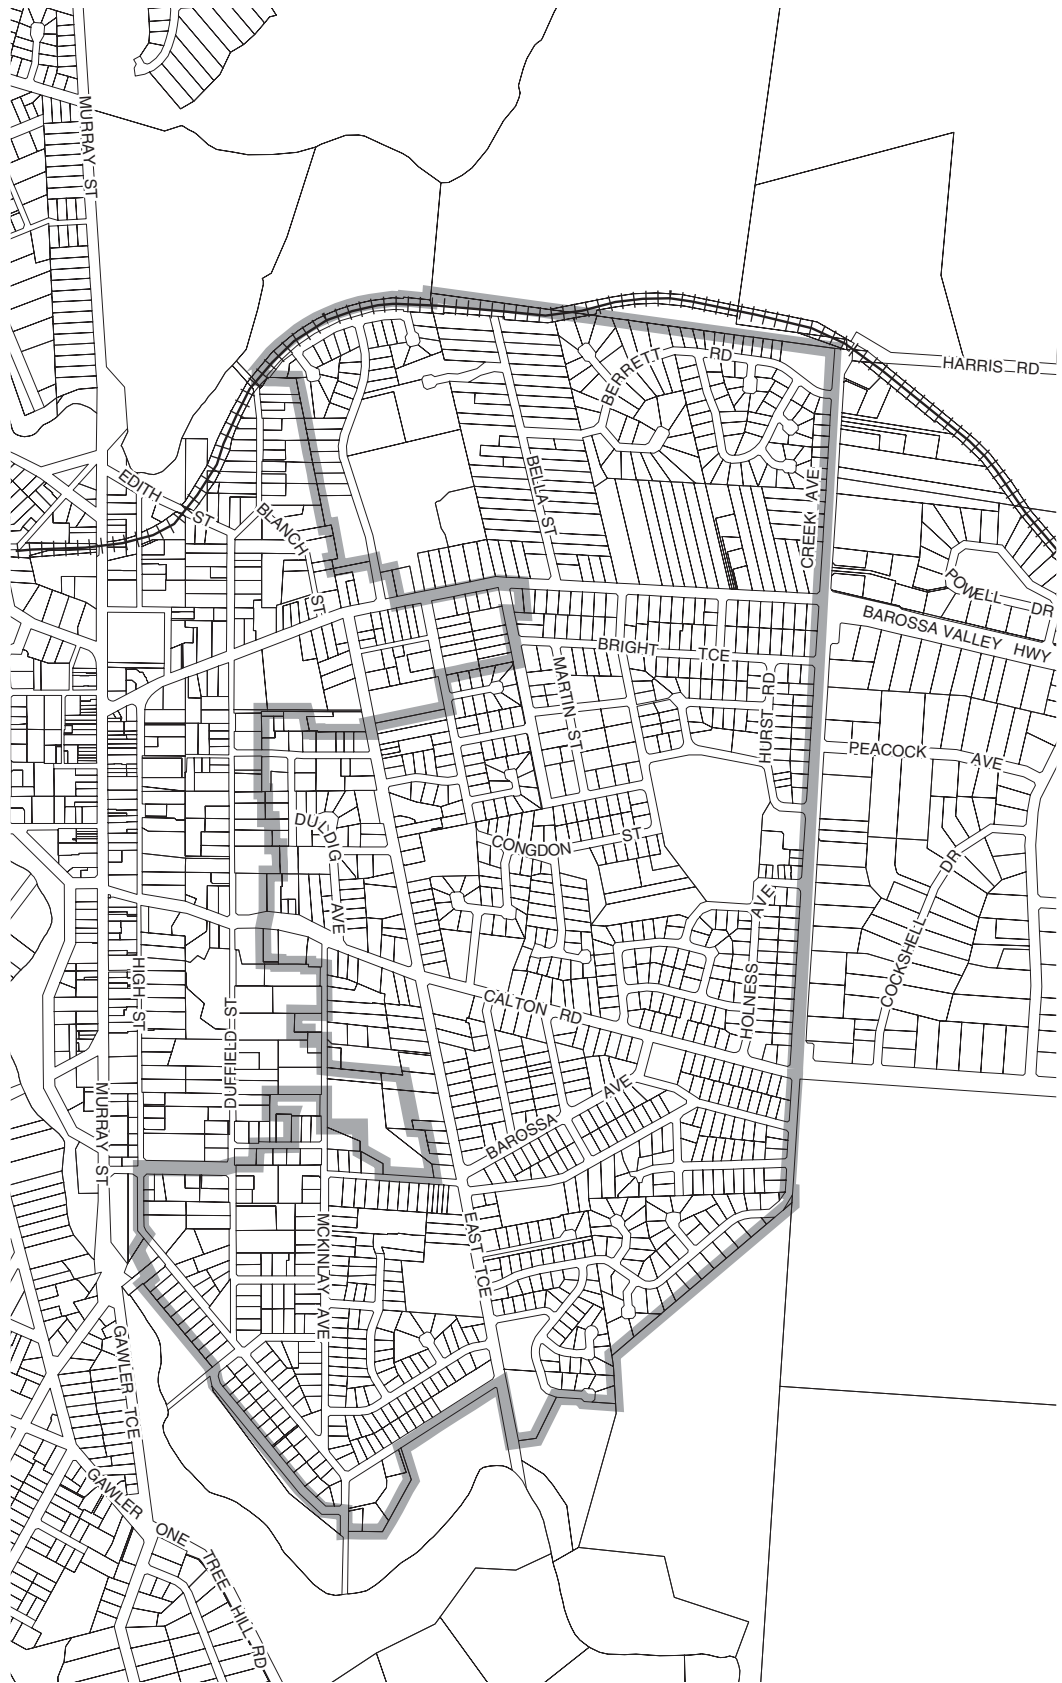 MURRAY ST
HARRIS RD
BERRETT RD
EDITH ST
BLANCH ST
BELLA ST
CREEK AVE
POWELL DR
BAROSSA VALLEY HWY
BRIGHT TCE
MARTIN ST
HURST RD
PEACOCK AVE
DULDIG AVE
CONGDON ST
COCKSHELL DR
HOLNESS AVE
HIGH ST
DUFFIELD ST
CALTON RD
MURRAY ST
BAROSSA AVE
MCKINLAY AVE
EAST TCE
GAWLER TCE
GAWLER ONE TREE HILL RD